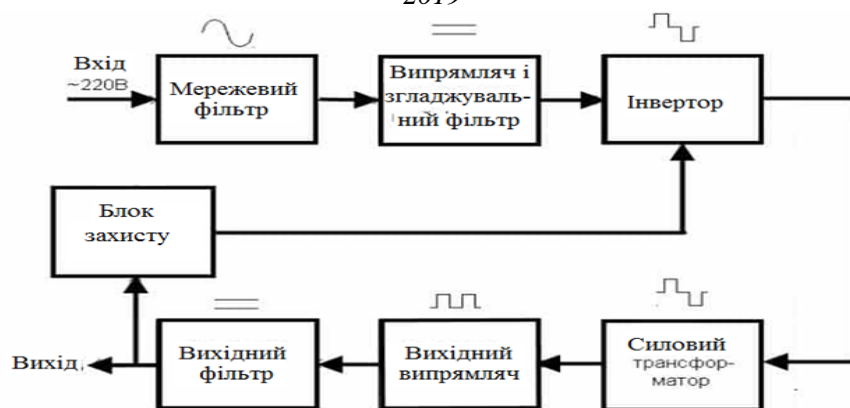 2019
Вхід
~220В
Мережевий
фільтр
Випрямляч і
згладжуваль-
ний фільтр
Інвертор
Блок
захисту
Вихід
Вихідний
фільтр
Вихідний
випрямляч
Силовий
трансфор-
матор